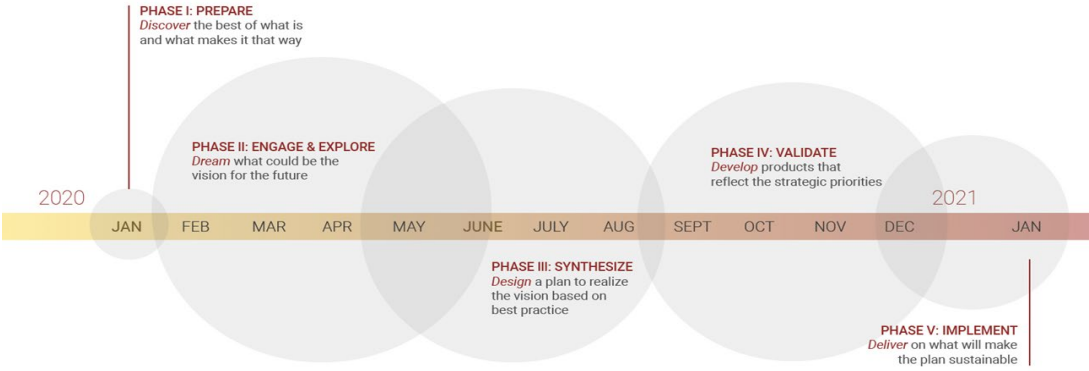 PHASE I: PREPARE
Discover the best of what is
and what makes it that way
PHASE II: ENGAGE & EXPLORE
Dream what could be the
vision for the future
PHASE IV: VALIDATE
Develop products that
reflect the strategic priorities
2020
2021
JAN FEB MAR APR MAY JUNE JULY AUG SEPT OCT NOV DEC JAN
PHASE III: SYNTHESIZE
Design a plan to realize
the vision based on
best practice
PHASE V: IMPLEMENT
Deliver on what will make
the plan sustainable